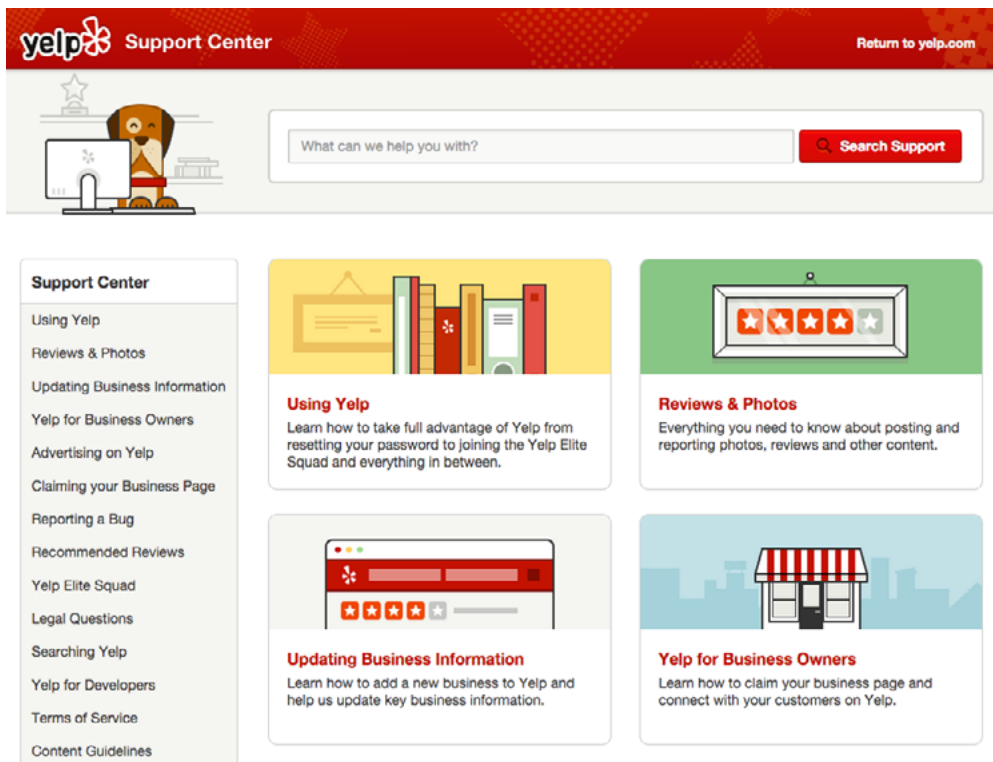 yelp Support Center
Return to yelp.com
What can we help you with?
Search Support
Support Center
Using Yelp
Reviews & Photos
Updating Business Information
Yelp for Business Owners
Advertising on Yelp
Claiming your Business Page
Reporting a Bug
Recommended Reviews
Yelp Elite Squad
Legal Questions
Searching Yelp
Yelp for Developers
Terms of Service
Content Guidelines
Using Yelp
Learn how to take full advantage of Yelp from
resetting your password to joining the Yelp Elite
Squad and everything in between.
Reviews & Photos
Everything you need to know about posting and
reporting photos, reviews and other content.
Updating Business Information
Learn how to add a new business to Yelp and
help us update key business information.
Yelp for Business Owners
Learn how to claim your business page and
connect with your customers on Yelp.